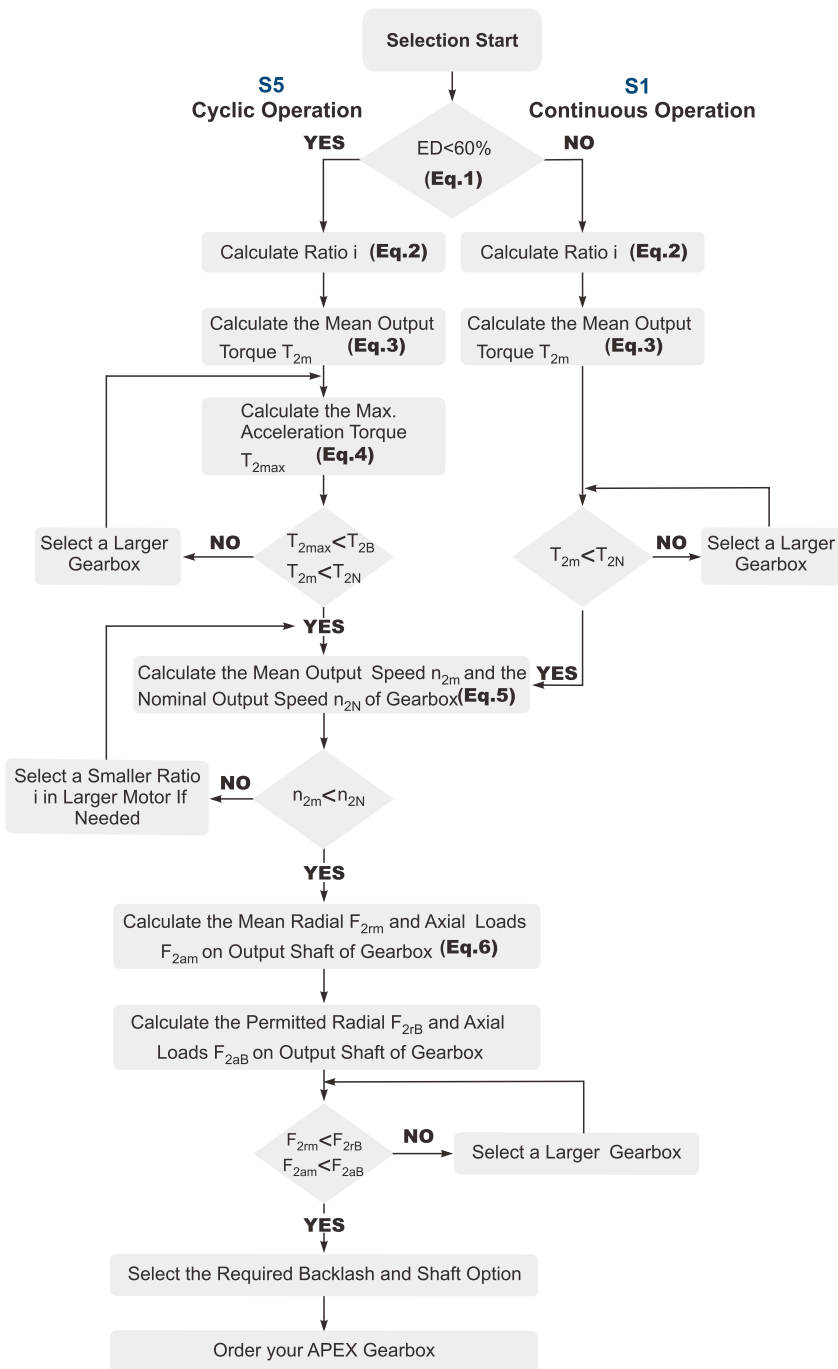 Selection Start
S5
Cyclic Operation
S1
Continuous Operation
YES
ED<60%
(Eq.1)
NO
Calculate Ratio i (Eq.2)
Calculate Ratio i (Eq.2)
Calculate the Mean Output
Torque T2m (Eq.3)
Calculate the Mean Output
Torque T2m (Eq.3)
Calculate the Max.
Acceleration Torque
T2max (Eq.4)
Select a Larger
Gearbox
NO
T2max<T2B
T2m<T2N
T2m<T2N
NO
Select a Larger
Gearbox
YES
Calculate the Mean Output Speed n2m and the
Nominal Output Speed n2N of Gearbox(Eq.5)
YES
Select a Smaller Ratio
i in Larger Motor If
Needed
NO
n2m<n2N
YES
Calculate the Mean Radial F2rm and Axial Loads
F2am on Output Shaft of Gearbox (Eq.6)
Calculate the Permitted Radial F2rB and Axial
Loads F2aB on Output Shaft of Gearbox
F2rm<F2rB
F2am<F2aB
NO
Select a Larger Gearbox
YES
Select the Required Backlash and Shaft Option
Order your APEX Gearbox